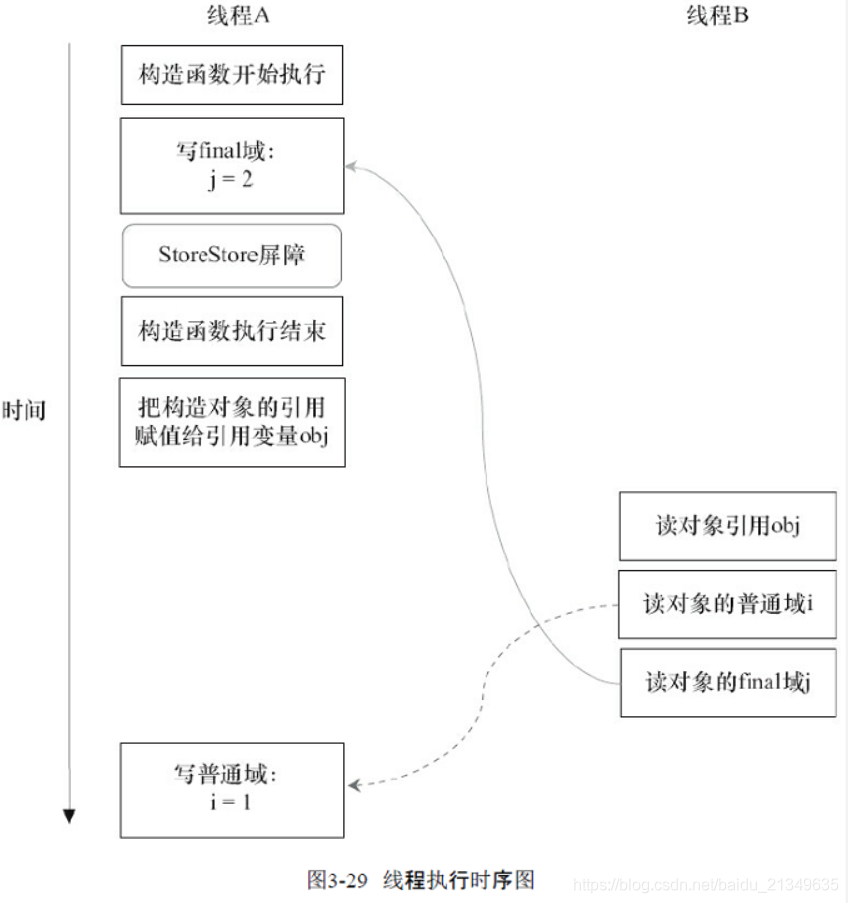 线程A
线程B
构造函数开始执行
写final域：
j = 2
StoreStore屏障
构造函数执行结束
把构造对象的引用
赋值给引用变量obj
时间
读对象引用obj
读对象的普通域i
读对象的final域j
写普通域：
i = 1
图3-29 线程执行时序图
https://blog.csdn.net/baidu_21349635